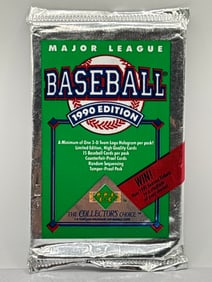 MAJOR LEAGUE
BASEBALL
1990 EDITION
A Minimum of One 3-D Team Logo Hologram per pack!
Limited-Edition, High Quality Cards
15 Baseball Cards per pack
Counterfeit-Proof Cards
Random Sequencing
Tamper-Proof Pack
WIN!
THE COLLECTOR'S CHOICE™